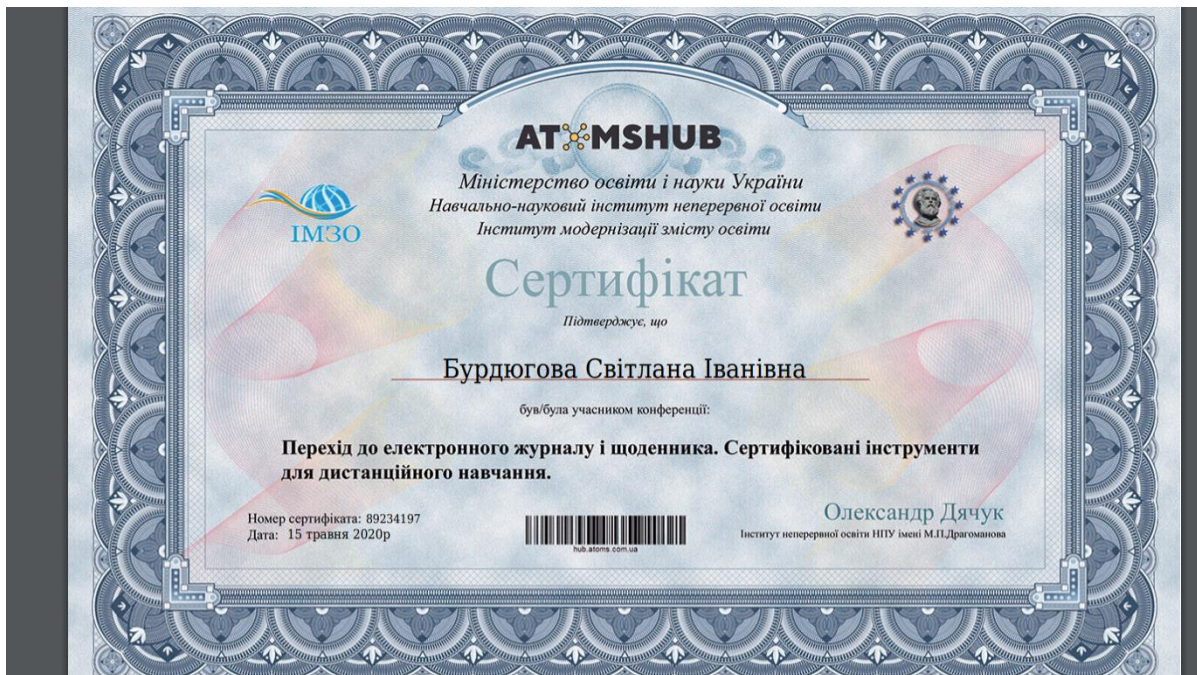 ATOMSHUB
Міністерство освіти і науки України
Навчально-науковий інститут неперервної освіти
Інститут модернізації змісту освіти
ІМЗО
Сертифікат
Підтверджує, що
Бурдюгова Світлана Іванівна
був/була учасником конференції:
Перехід до електронного журналу і щоденника. Сертифіковані інструменти
для дистанційного навчання.
Номер сертифіката: 89234197
Дата: 15 травня 2020р
hub.atoms.com.ua
Олександр Дячук
Інститут неперервної освіти НПУ імені М.П.Драгоманова